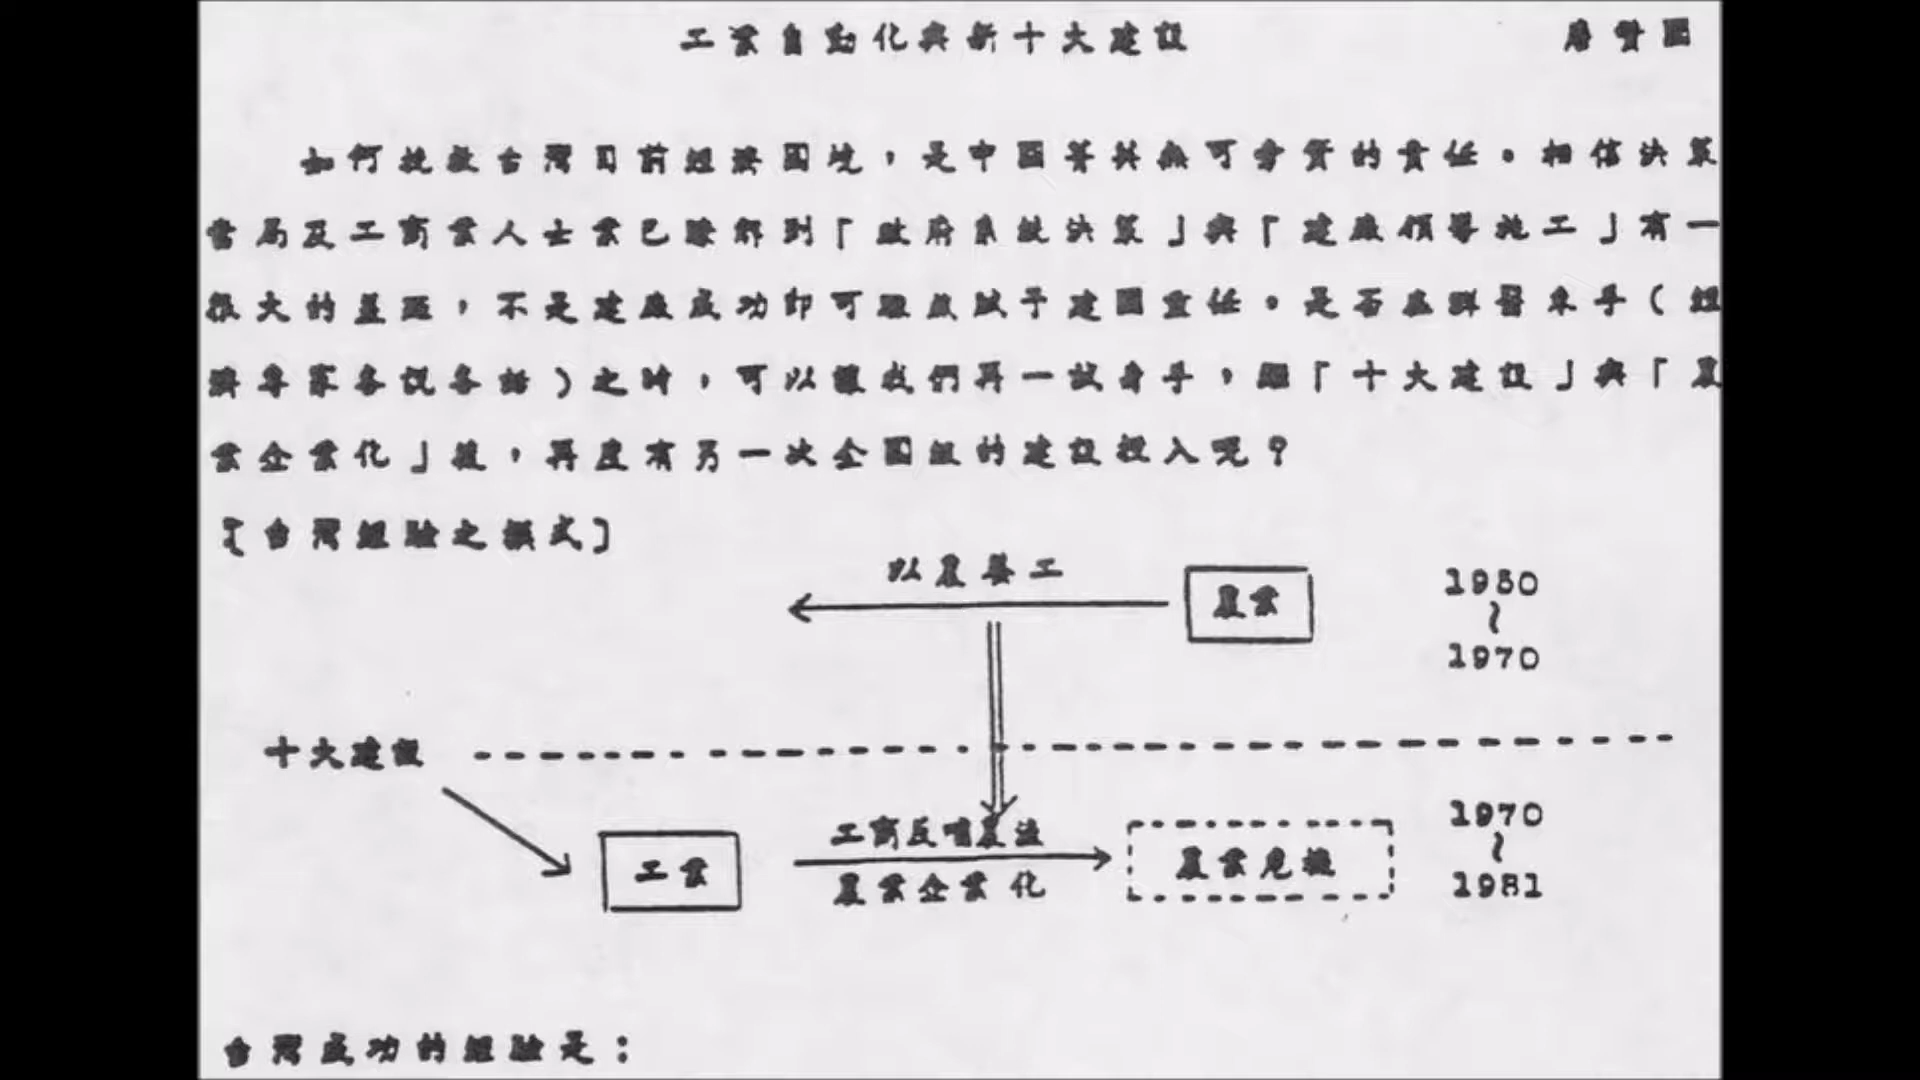 工業自動化與新十大建設
詹賢國
如何挽救台灣目前經濟困境,是中國菁英無可旁貸的責任。相信決策
當局及工商業人士業已瞭解到「政府系統決策」與「建廠領導施工」有一
很大的差距,不是建廠成功即可驟然賦予建國重任。是否在群醫束手(經
濟專家各說各話)之時,可以讓我們再一試身手,繼「十大建設」與「農
業企業化」後,再度有另一次全國組的建設投入呢?
〔台灣經驗之模式〕
以農養工
農業
1950
~
1970
十大建設
工業
工商反哺農漁
農業企業化
農業危機
1970
~
1981
台灣成功的經驗是: